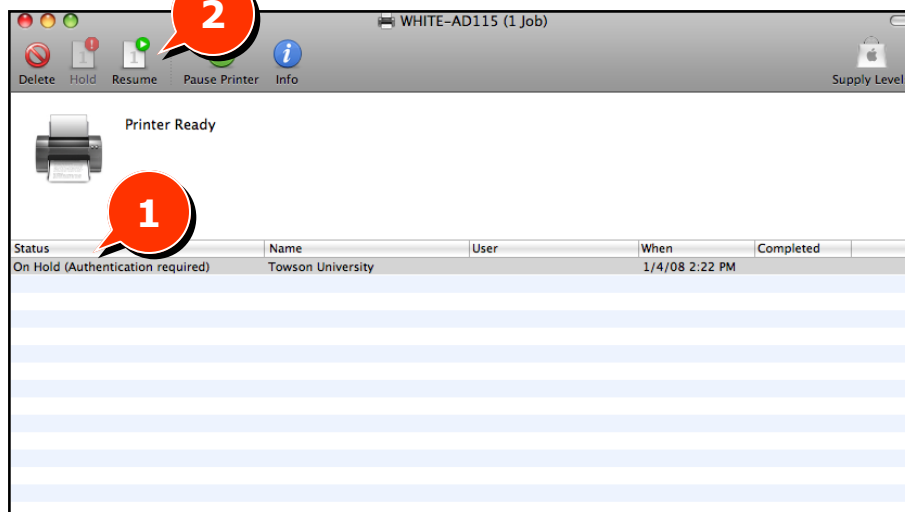 2
WHITE-AD115 (1 Job)
Delete Hold Resume Pause Printer Info Supply Level
Printer Ready
1
Status Name User When Completed
On Hold (Authentication required) Towson University 1/4/08 2:22 PM